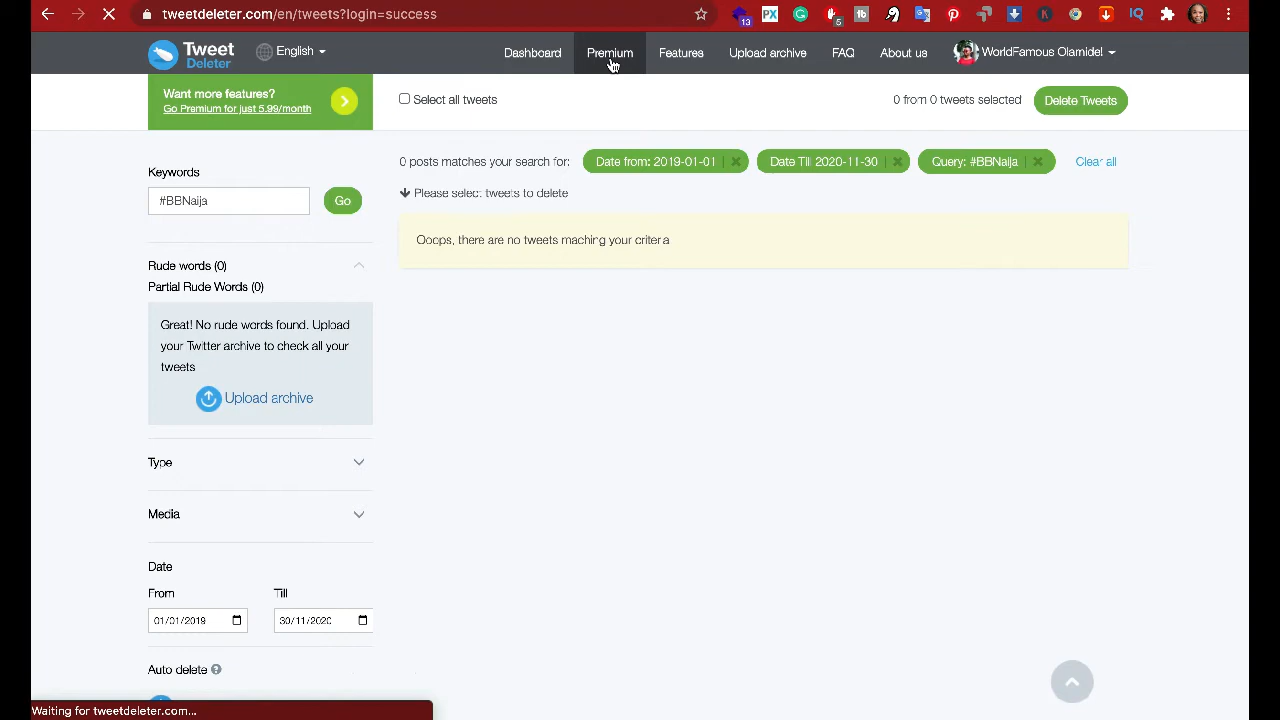 tweetdeleter.com/en/tweets?login=success
13
PX
5
tb
IQ
Tweet
Deleter
English
Dashboard
Premium
Features
Upload archive
FAQ
About us
WorldFamous Olamide!
Want more features?
Go Premium for just 5.99/month
Select all tweets
0 from 0 tweets selected
Delete Tweets
0 posts matches your search for:
Date from: 2019-01-01
Date Till 2020-11-30
Query: #BBNaija
Clear all
Please select tweets to delete
Ooops, there are no tweets maching your criteria
Keywords
#BBNaija
Go
Rude words (0)
Partial Rude Words (0)
Great! No rude words found. Upload
your Twitter archive to check all your
tweets
Upload archive
Type
Media
Date
From
Till
01/01/2019
30/11/2020
Auto delete ?
Waiting for tweetdeleter.com...